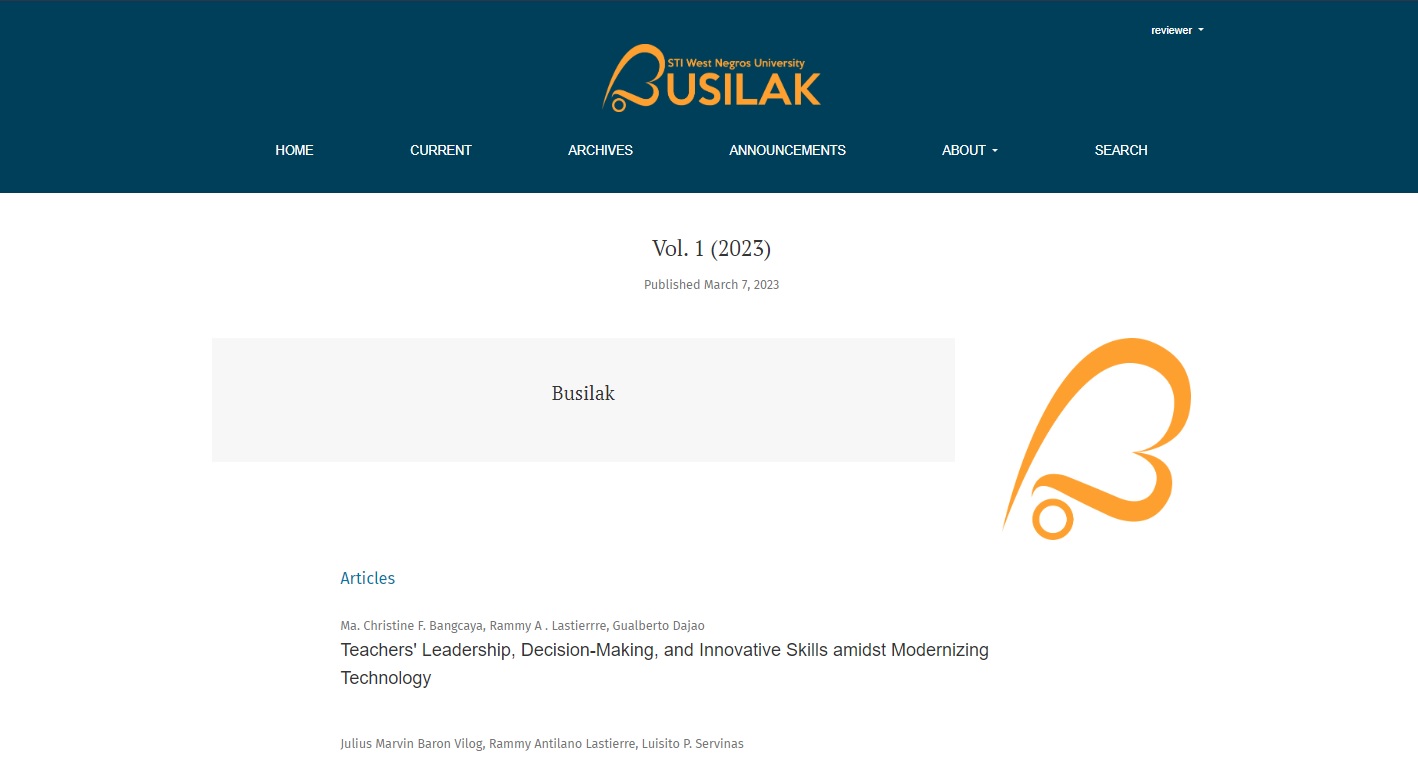 reviewer
STI West Negros University
BUSILAK
HOME CURRENT ARCHIVES ANNOUNCEMENTS ABOUT SEARCH
Vol. 1 (2023)
Published March 7, 2023
Busilak
Articles
Ma. Christine F. Bangcaya, Rammy A . Lastierrre, Gualberto Dajao
Teachers' Leadership, Decision-Making, and Innovative Skills amidst Modernizing
Technology
Julius Marvin Baron Vilog, Rammy Antilano Lastierre, Luisito P. Servinas